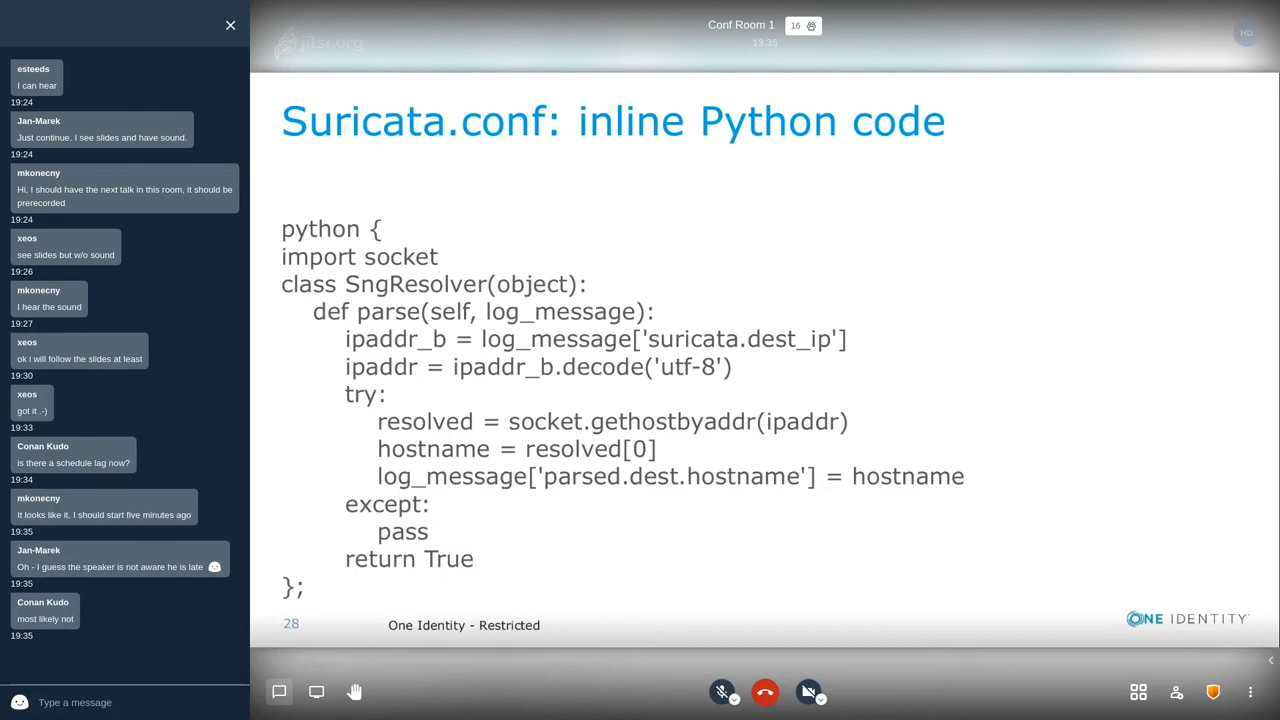 esteeds
I can hear
19:24
Jan-Marek
Just continue. I see slides and have sound.
19:24
mkonecny
Hi, I should have the next talk in this room, it should be
prerecorded
19:24
xeos
see slides but w/o sound
19:26
mkonecny
I hear the sound
19:27
xeos
ok i will follow the slides at least
19:30
xeos
got it .-)
19:33
Conan Kudo
is there a schedule lag now?
19:34
mkonecny
It looks like it, I should start five minutes ago
19:35
Jan-Marek
Oh - I guess the speaker is not aware he is late
19:35
Conan Kudo
most likely not
19:35
Type a message
jitsi.org
Conf Room 1
16
13:35
HD
Suricata.conf: inline Python code
python {
import socket
class SngResolver(object):
def parse(self, log_message):
ipaddr_b = log_message['suricata.dest_ip']
ipaddr = ipaddr_b.decode('utf-8')
try:
resolved = socket.gethostbyaddr(ipaddr)
hostname = resolved[0]
log_message['parsed.dest.hostname'] = hostname
except:
pass
return True
};
28
One Identity - Restricted
ONE IDENTITY